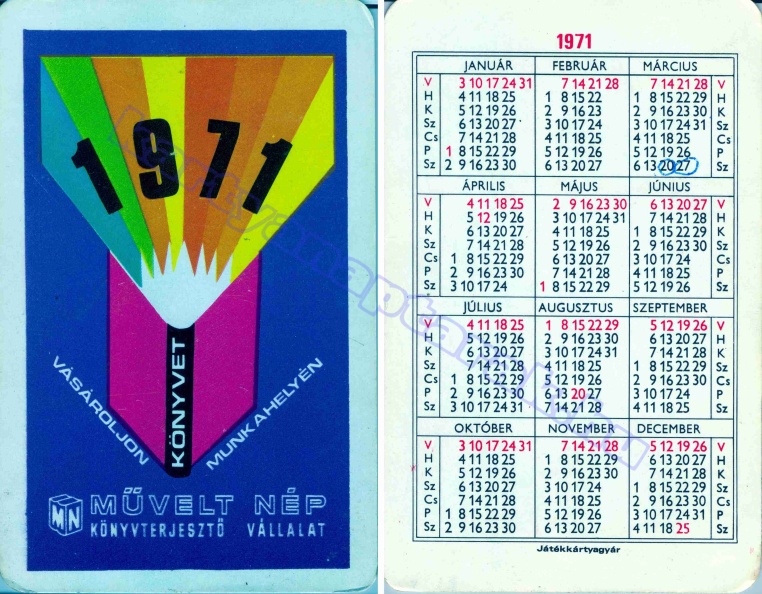 1971
VÁSÁROLJON
KÖNYVET
MUNKAHELYÉN
MN
MŰVELT NÉP
KÖNYVTERJESZTŐ VÁLLALAT
1971
JANUÁR FEBRUÁR MÁRCIUS
V 3 10 17 24 31 7 14 21 28 7 14 21 28 V
H 4 11 18 25 1 8 15 22 1 8 15 22 29 H
K 5 12 19 26 2 9 16 23 2 9 16 23 30 K
Sz 6 13 20 27 3 10 17 24 3 10 17 24 31 Sz
Cs 7 14 21 28 4 11 18 25 4 11 18 25 Cs
P 1 8 15 22 29 5 12 19 26 5 12 19 26 P
Sz 2 9 16 23 30 6 13 20 27 6 13 20 27 Sz
ÁPRILIS MÁJUS JÚNIUS
V 4 11 18 25 2 9 16 23 30 6 13 20 27 V
H 5 12 19 26 3 10 17 24 31 7 14 21 28 H
K 6 13 20 27 4 11 18 25 1 8 15 22 29 K
Sz 7 14 21 28 5 12 19 26 2 9 16 23 30 Sz
Cs 1 8 15 22 29 6 13 20 27 3 10 17 24 Cs
P 2 9 16 23 30 7 14 21 28 4 11 18 25 P
Sz 3 10 17 24 1 8 15 22 29 5 12 19 26 Sz
JÚLIUS AUGUSZTUS SZEPTEMBER
V 4 11 18 25 1 8 15 22 29 5 12 19 26 V
H 5 12 19 26 2 9 16 23 30 6 13 20 27 H
K 6 13 20 27 3 10 17 24 31 7 14 21 28 K
Sz 7 14 21 28 4 11 18 25 1 8 15 22 29 Sz
Cs 1 8 15 22 29 5 12 19 26 2 9 16 23 30 Cs
P 2 9 16 23 30 6 13 20 27 3 10 17 24 P
Sz 3 10 17 24 31 7 14 21 28 4 11 18 25 Sz
OKTÓBER NOVEMBER DECEMBER
V 3 10 17 24 31 7 14 21 28 5 12 19 26 V
H 4 11 18 25 1 8 15 22 29 6 13 20 27 H
K 5 12 19 26 2 9 16 23 30 7 14 21 28 K
Sz 6 13 20 27 3 10 17 24 1 8 15 22 29 Sz
Cs 7 14 21 28 4 11 18 25 2 9 16 23 30 Cs
P 1 8 15 22 29 5 12 19 26 3 10 17 24 31 P
Sz 2 9 16 23 30 6 13 20 27 4 11 18 25 Sz
Játékkártyagyár